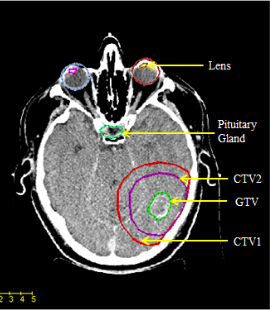 Lens
Pituitary
Gland
CTV2
GTV
CTV1
2 3 4 5